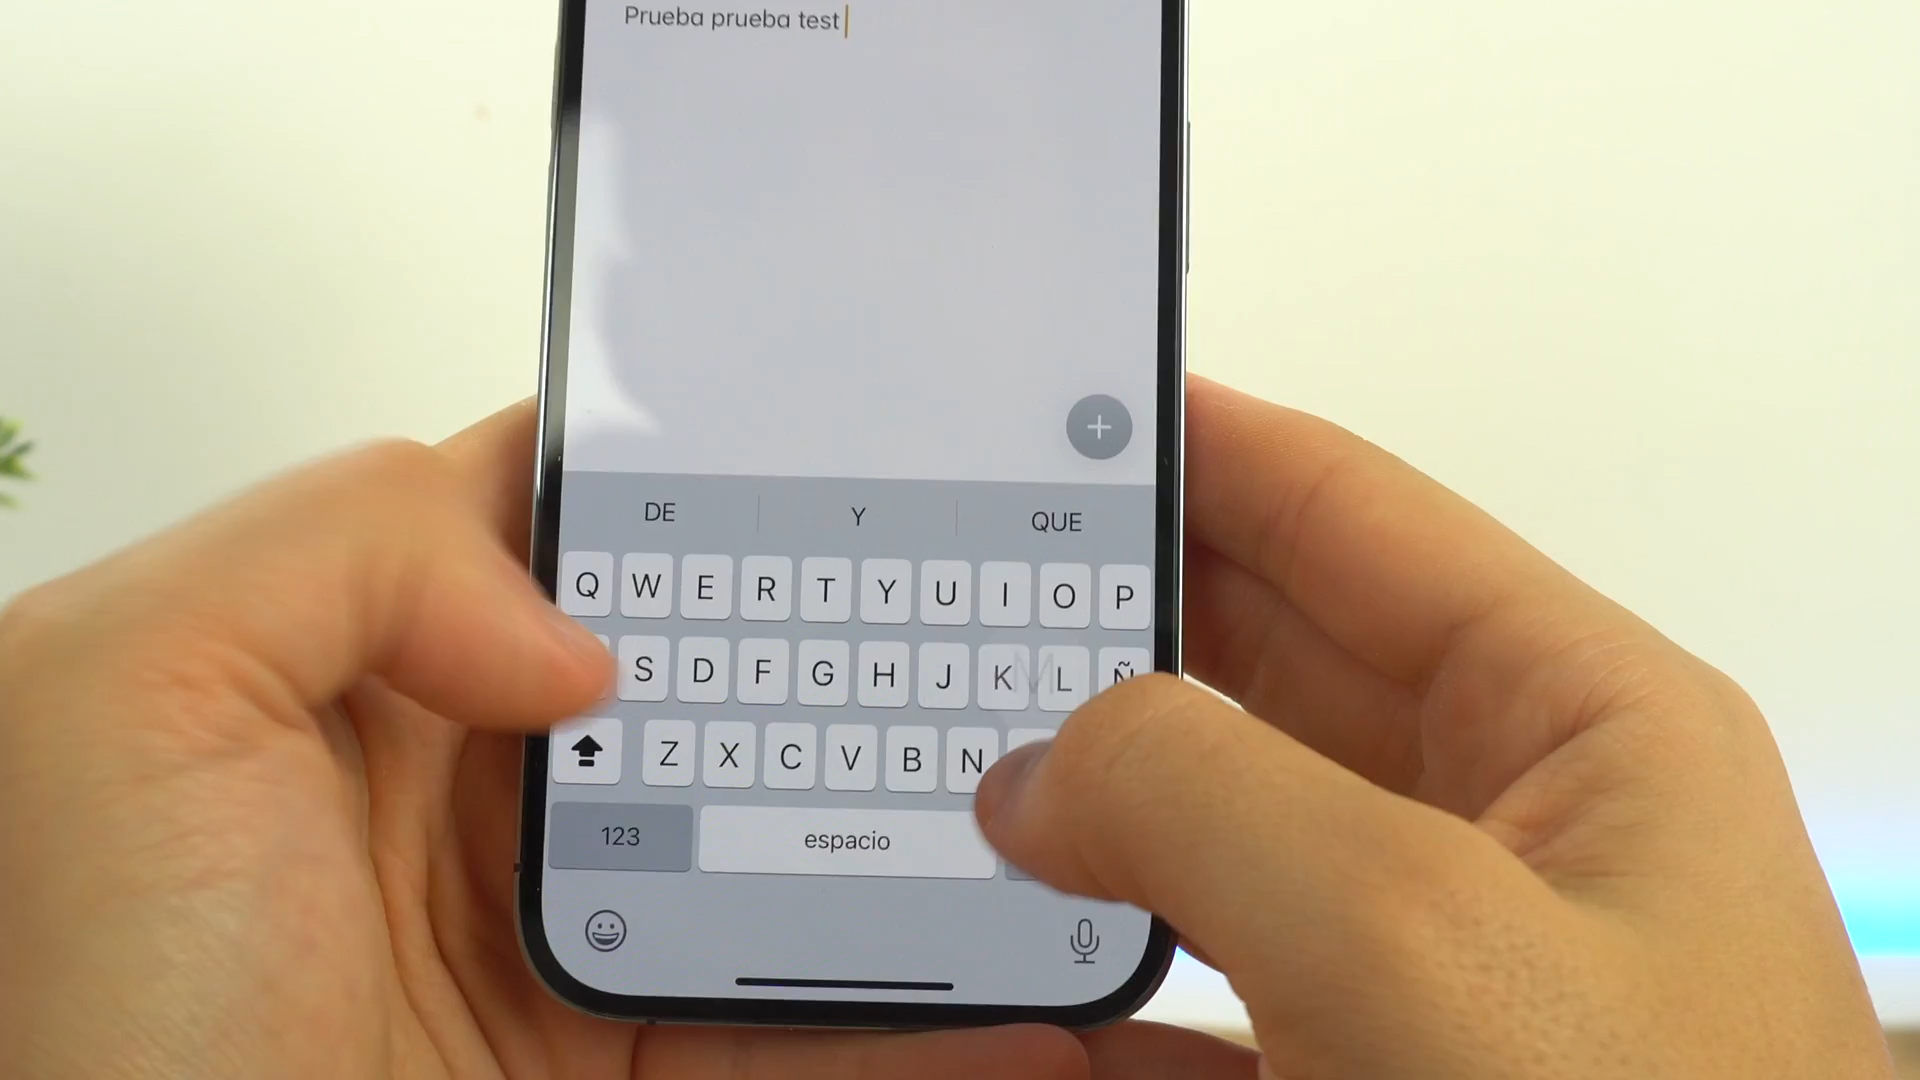 Prueba prueba test
DE Y QUE
Q W E R T Y U I O P
S D F G H J K L Ñ
Z X C V B N
123 espacio